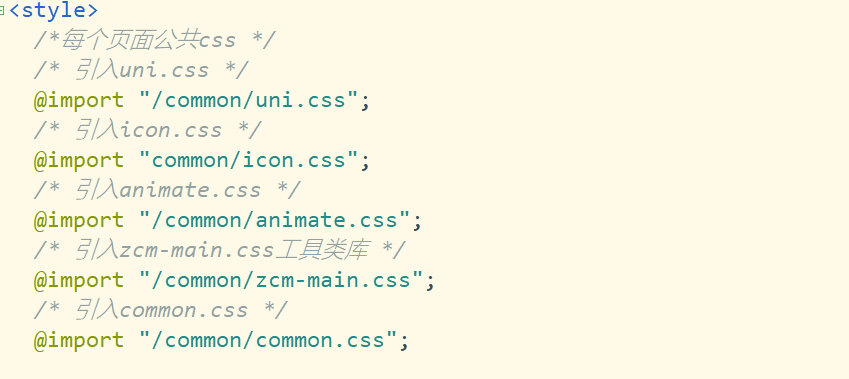 <style>
/*每个页面公共css */
/* 引入uni.css */
@import "/common/uni.css";
/* 引入icon.css */
@import "common/icon.css";
/* 引入animate.css */
@import "/common/animate.css";
/* 引入zcm-main.css工具类库 */
@import "/common/zcm-main.css";
/* 引入common.css */
@import "/common/common.css";